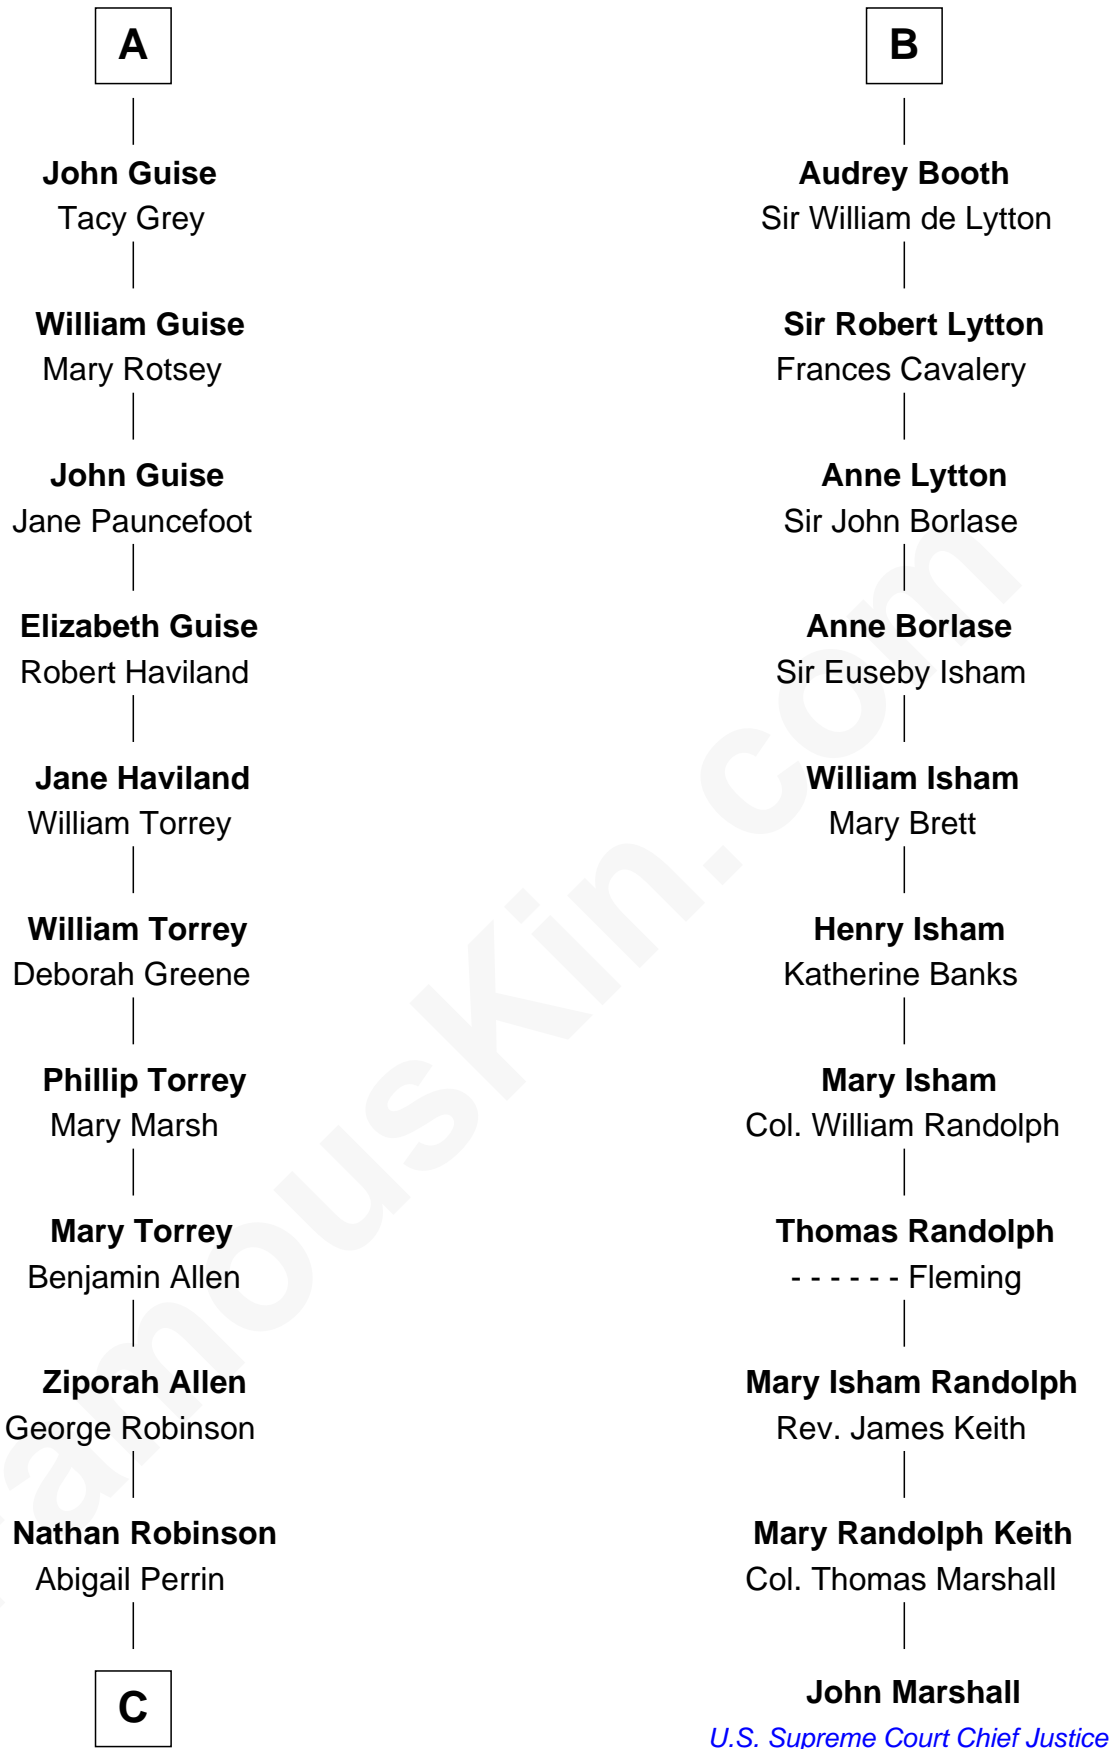 A
John Guise
Tacy Grey
William Guise
Mary Rotsey
John Guise
Jane Pauncefoot
Elizabeth Guise
Robert Haviland
Jane Haviland
William Torrey
William Torrey
Deborah Greene
Phillip Torrey
Mary Marsh
Mary Torrey
Benjamin Allen
Ziporah Allen
George Robinson
Nathan Robinson
Abigail Perrin
C
B
Audrey Booth
Sir William de Lytton
Sir Robert Lytton
Frances Cavalery
Anne Lytton
Sir John Borlase
Anne Borlase
Sir Euseby Isham
William Isham
Mary Brett
Henry Isham
Katherine Banks
Mary Isham
Col. William Randolph
Thomas Randolph
- - - - - - Fleming
Mary Isham Randolph
Rev. James Keith
Mary Randolph Keith
Col. Thomas Marshall
John Marshall
U.S. Supreme Court Chief Justice
FamousKin.com